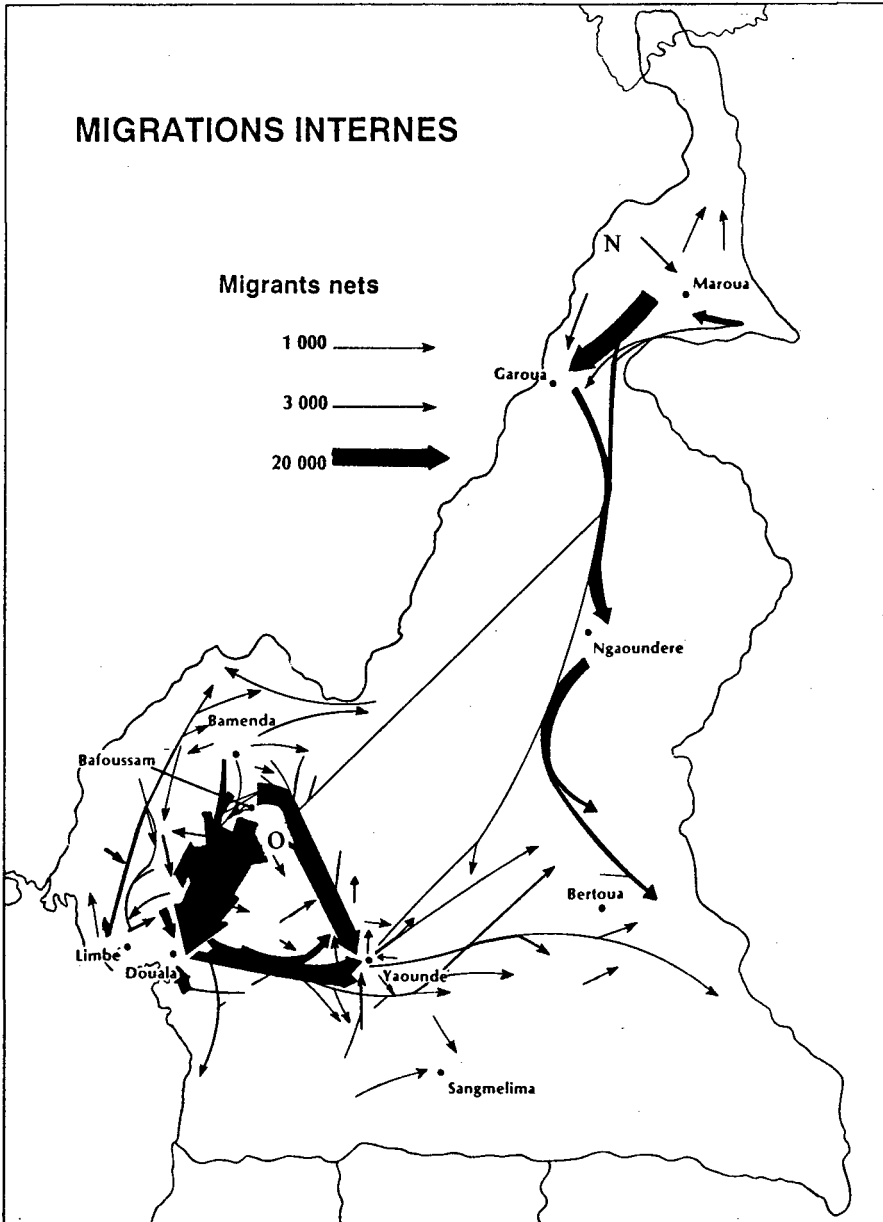 MIGRATIONS INTERNES
N
Maroua
Migrants nets
1 000
Garoua
3 000
20 000
Ngaoundere
Bamenda
Bafoussam
O
Bertoua
Limbe
Douala
Yaounde
Sangmelima